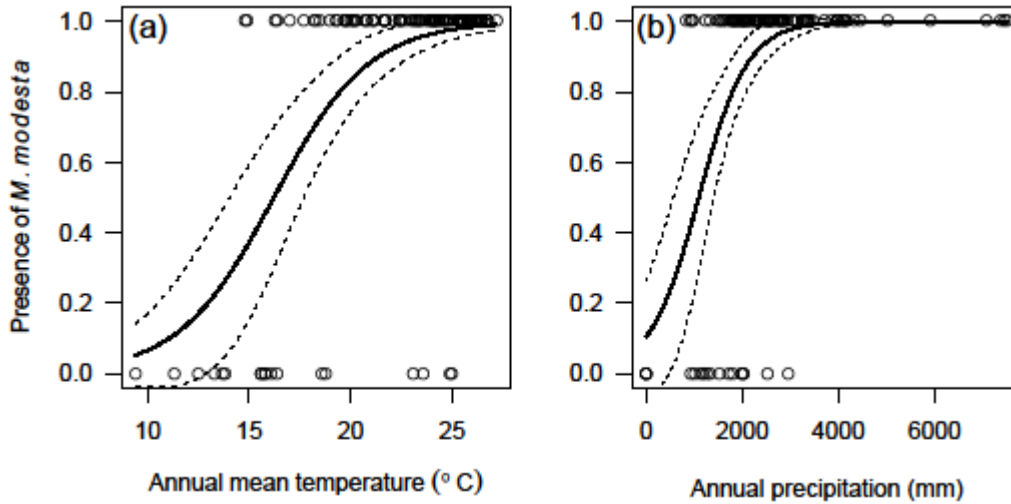 (a)
(b)
Presence of M. modesta
1.0
0.8
0.6
0.4
0.2
0.0
1.0
0.8
0.6
0.4
0.2
0.0
10 15 20 25
0 2000 4000 6000
Annual mean temperature (° C)
Annual precipitation (mm)